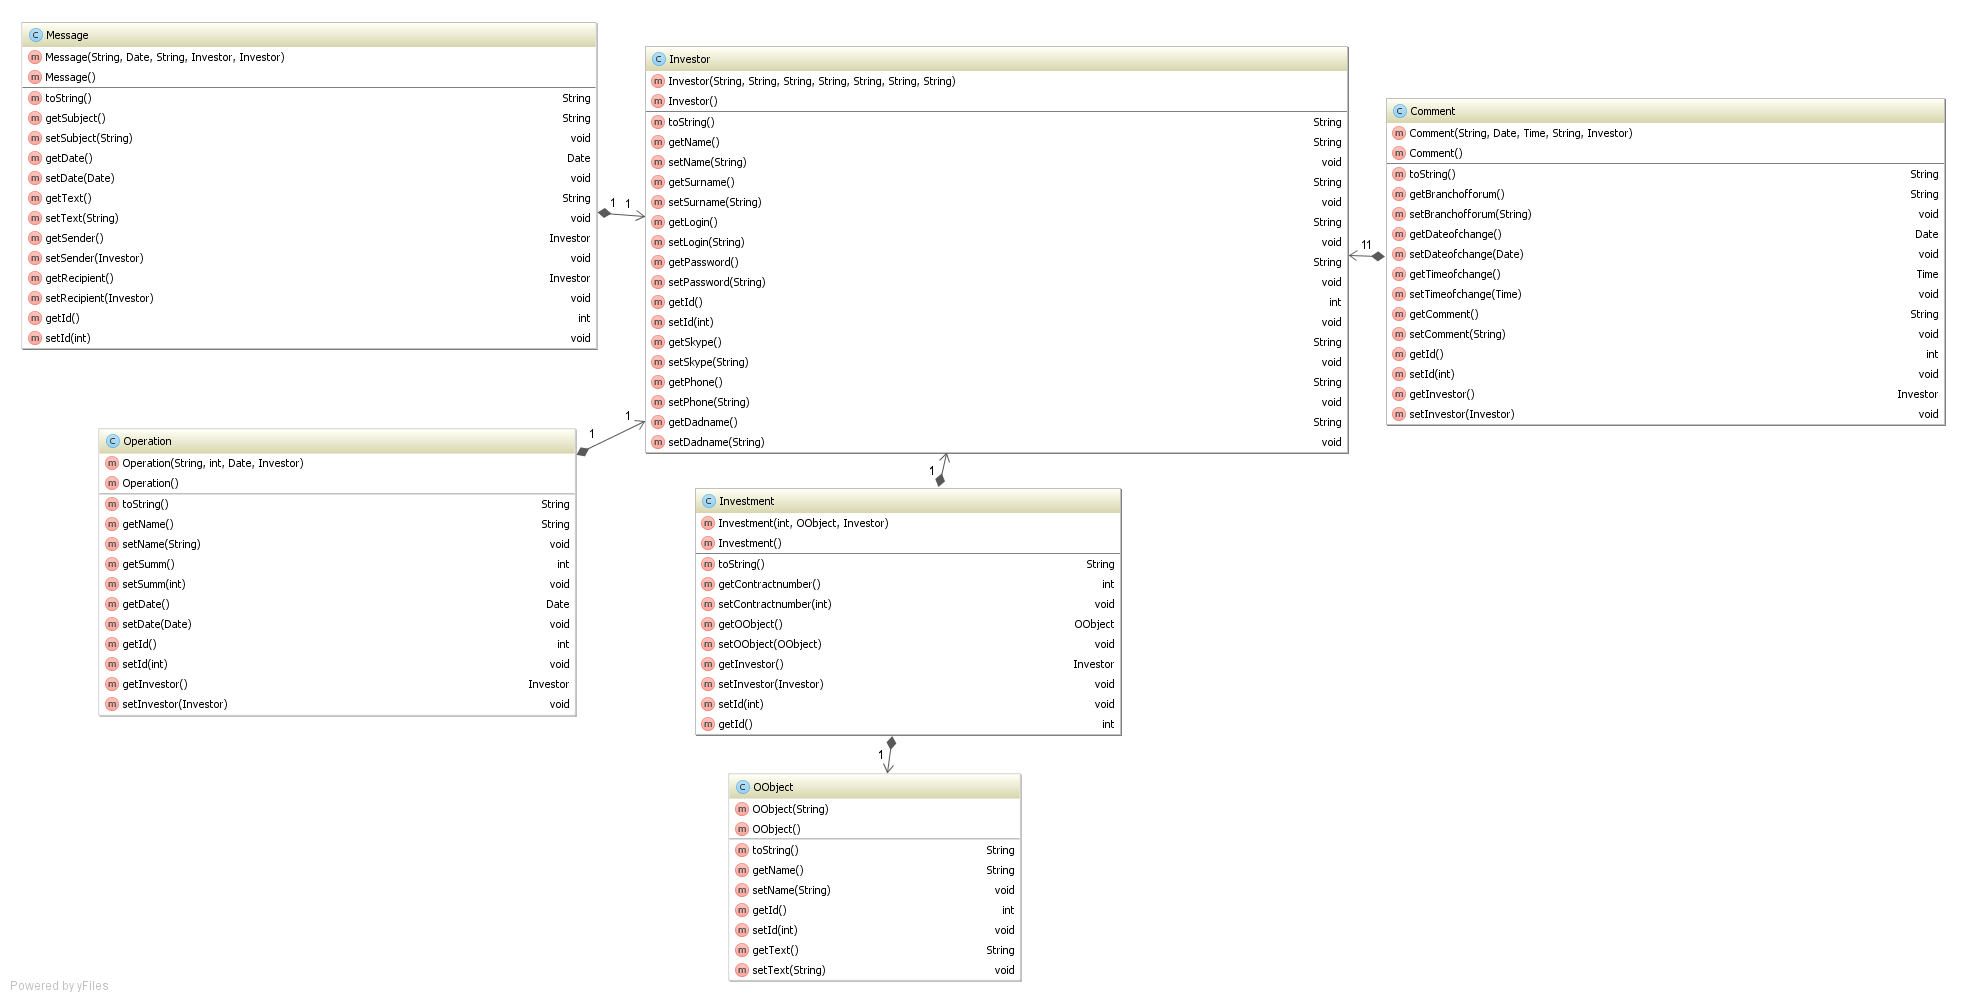 Message
Message(String, Date, String, Investor, Investor)
Message()
toString() String
getSubject() String
setSubject(String) void
getDate() Date
setDate(Date) void
getText() String
setText(String) void
getSender() Investor
setSender(Investor) void
getRecipient() Investor
setRecipient(Investor) void
getId() int
setId(int) void
1 1
Investor
Investor(String, String, String, String, String, String, String)
Investor()
toString() String
getName() String
setName(String) void
getSurname() String
setSurname(String) void
getLogin() String
setLogin(String) void
getPassword() String
setPassword(String) void
getId() int
setId(int) void
getSkype() String
setSkype(String) void
getPhone() String
setPhone(String) void
getDadname() String
setDadname(String) void
11
Comment
Comment(String, Date, Time, String, Investor)
Comment()
toString() String
getBranchofforum() String
setBranchofforum(String) void
getDateofchange() Date
setDateofchange(Date) void
getTimeofchange() Time
setTimeofchange(Time) void
getComment() String
setComment(String) void
getId() int
setId(int) void
getInvestor() Investor
setInvestor(Investor) void
1
1
Operation
Operation(String, int, Date, Investor)
Operation()
toString() String
getName() String
setName(String) void
getSumm() int
setSumm(int) void
getDate() Date
setDate(Date) void
getId() int
setId(int) void
getInvestor() Investor
setInvestor(Investor) void
1
Investment
Investment(int, OObject, Investor)
Investment()
toString() String
getContractnumber() int
setContractnumber(int) void
getOObject() OObject
setOObject(OObject) void
getInvestor() Investor
setInvestor(Investor) void
setId(int) void
getId() int
1
OObject
OObject(String)
OObject()
toString() String
getName() String
setName(String) void
getId() int
setId(int) void
getText() String
setText(String) void
Powered by yFiles